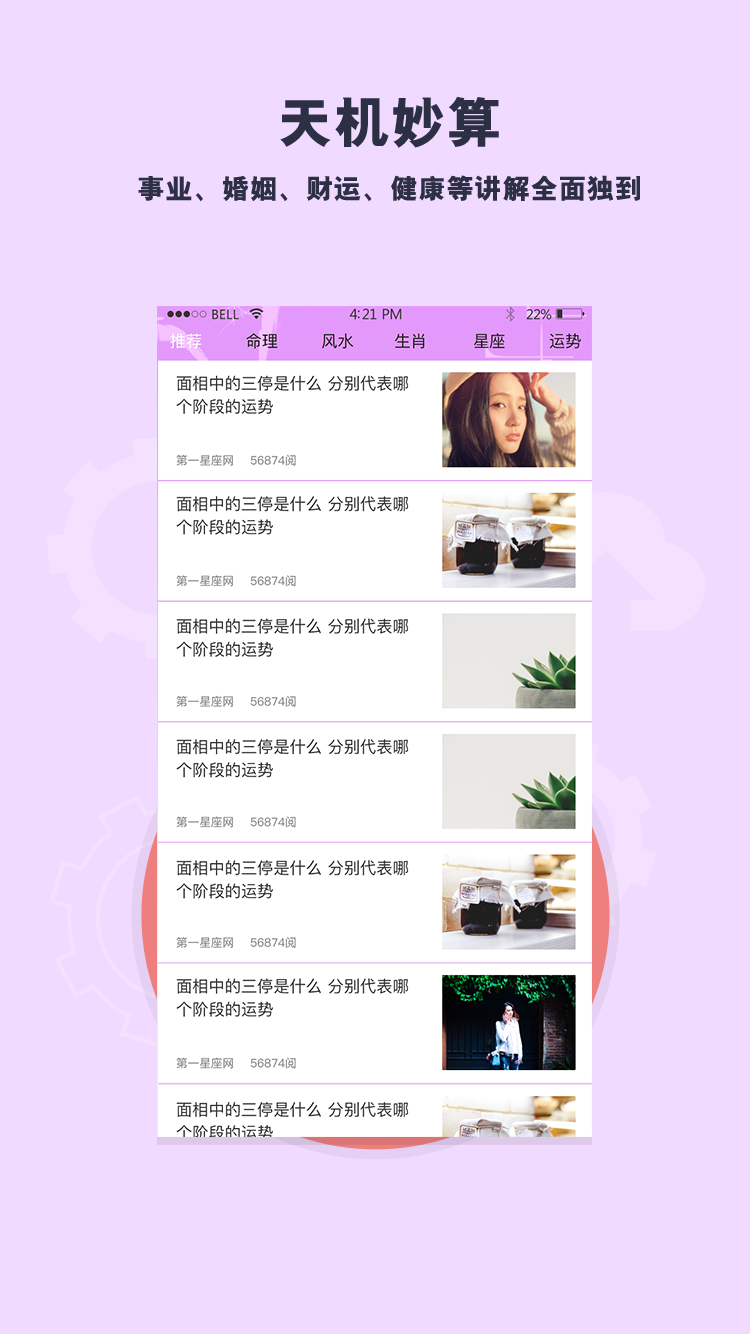 天机妙算
事业、婚姻、财运、健康等讲解全面独到
BELL 4:21 PM 22%
推荐 命理 风水 生肖 星座 运势
面相中的三停是什么 分别代表哪
个阶段的运势
第一星座网 56874阅
面相中的三停是什么 分别代表哪
个阶段的运势
第一星座网 56874阅
面相中的三停是什么 分别代表哪
个阶段的运势
第一星座网 56874阅
面相中的三停是什么 分别代表哪
个阶段的运势
第一星座网 56874阅
面相中的三停是什么 分别代表哪
个阶段的运势
第一星座网 56874阅
面相中的三停是什么 分别代表哪
个阶段的运势
第一星座网 56874阅
面相中的三停是什么 分别代表哪
个阶段的运势